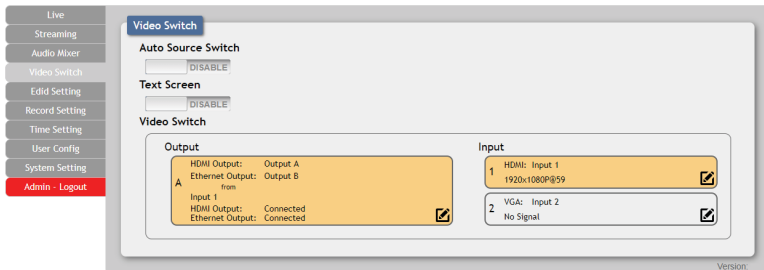 Live
Streaming
Audio Mixer
Video Switch
Edid Setting
Record Setting
Time Setting
User Config
System Setting
Admin - Logout
Video Switch
Auto Source Switch
DISABLE
Text Screen
DISABLE
Video Switch
Output
A
HDMI Output: Output A
Ethernet Output: Output B
from
Input 1
HDMI Output: Connected
Ethernet Output: Connected
Input
1
HDMI: Input 1
1920x1080P@59
2
VGA: Input 2
No Signal
Version: